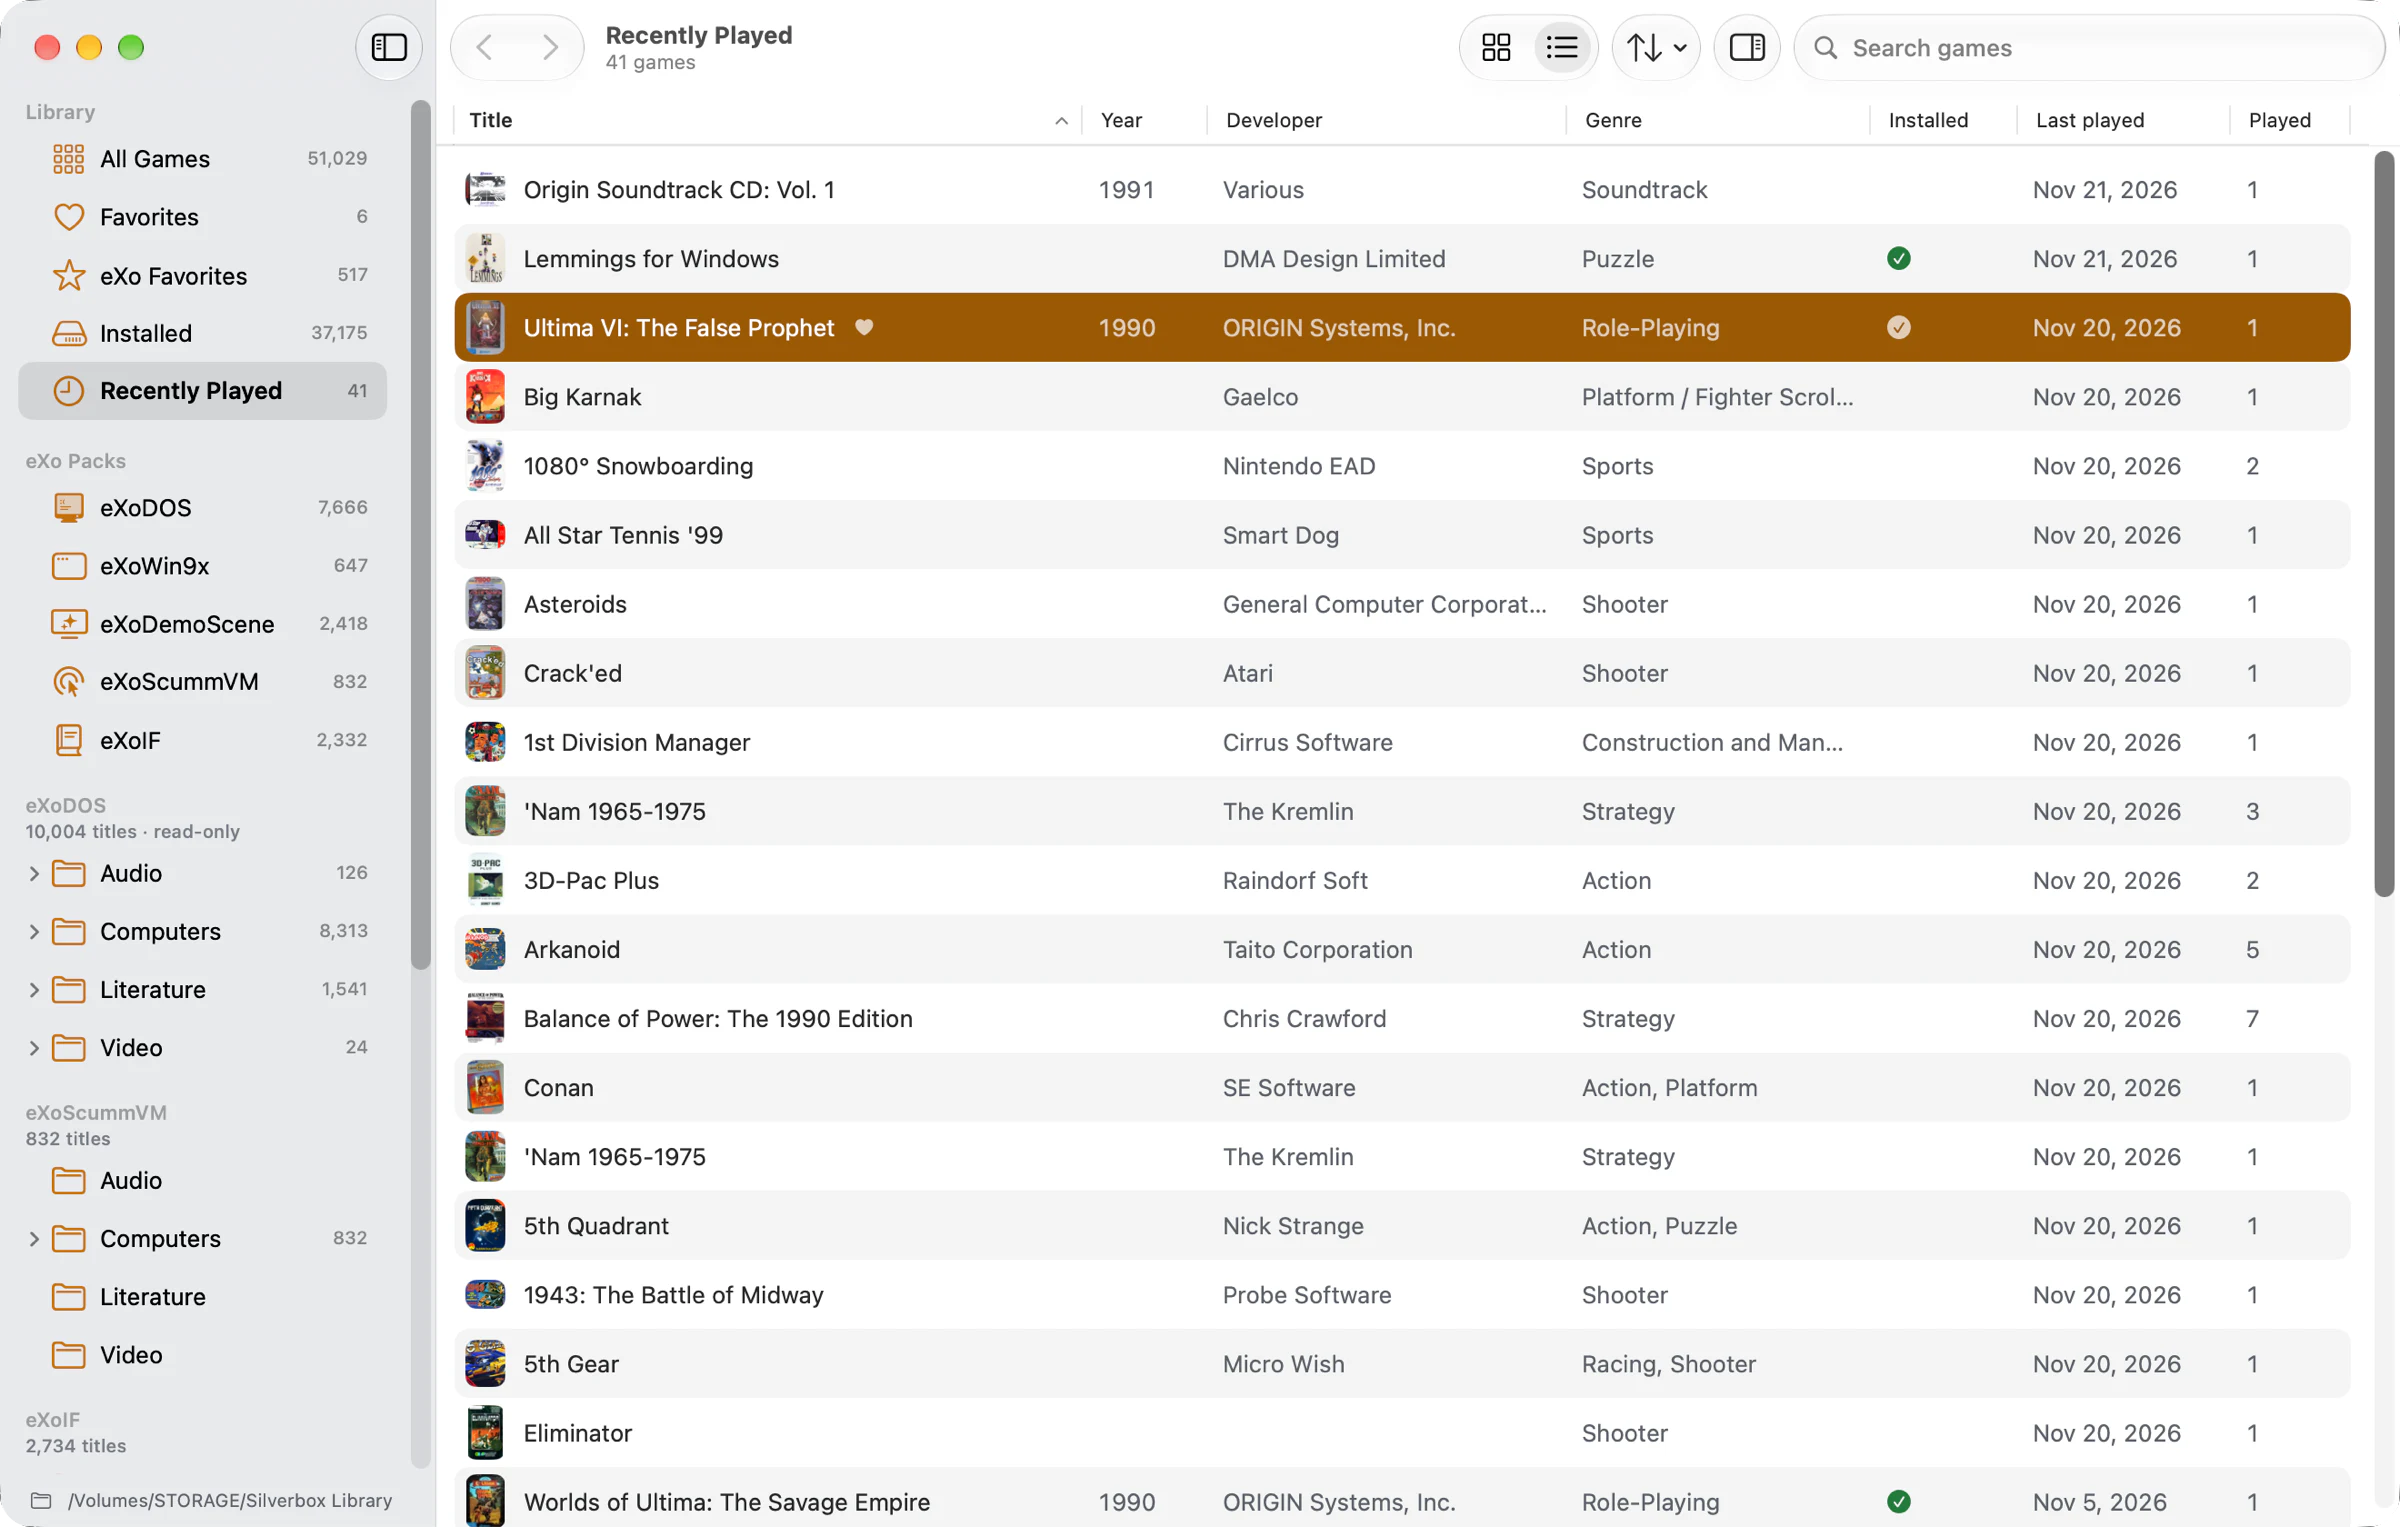 Recently Played
41 games
Search games
Library
All Games 51,029
Favorites 6
eXo Favorites 517
Installed 37,175
Recently Played 41
eXo Packs
eXoDOS 7,666
eXoWin9x 647
eXoDemoScene 2,418
eXoScummVM 832
eXoIF 2,332
eXoDOS
10,004 titles · read-only
Audio 126
Computers 8,313
Literature 1,541
Video 24
eXoScummVM
832 titles
Audio
Computers 832
Literature
Video
eXoIF
2,734 titles
/Volumes/STORAGE/Silverbox Library
Title Year Developer Genre Installed Last played Played
Origin Soundtrack CD: Vol. 1 1991 Various Soundtrack Nov 21, 2026 1
Lemmings for Windows DMA Design Limited Puzzle Nov 21, 2026 1
Ultima VI: The False Prophet 1990 ORIGIN Systems, Inc. Role-Playing Nov 20, 2026 1
Big Karnak Gaelco Platform / Fighter Scrol... Nov 20, 2026 1
1080° Snowboarding Nintendo EAD Sports Nov 20, 2026 2
All Star Tennis '99 Smart Dog Sports Nov 20, 2026 1
Asteroids General Computer Corporat... Shooter Nov 20, 2026 1
Crack'ed Atari Shooter Nov 20, 2026 1
1st Division Manager Cirrus Software Construction and Man... Nov 20, 2026 1
'Nam 1965-1975 The Kremlin Strategy Nov 20, 2026 3
3D-Pac Plus Raindorf Soft Action Nov 20, 2026 2
Arkanoid Taito Corporation Action Nov 20, 2026 5
Balance of Power: The 1990 Edition Chris Crawford Strategy Nov 20, 2026 7
Conan SE Software Action, Platform Nov 20, 2026 1
'Nam 1965-1975 The Kremlin Strategy Nov 20, 2026 1
5th Quadrant Nick Strange Action, Puzzle Nov 20, 2026 1
1943: The Battle of Midway Probe Software Shooter Nov 20, 2026 1
5th Gear Micro Wish Racing, Shooter Nov 20, 2026 1
Eliminator Shooter Nov 20, 2026 1
Worlds of Ultima: The Savage Empire 1990 ORIGIN Systems, Inc. Role-Playing Nov 5, 2026 1